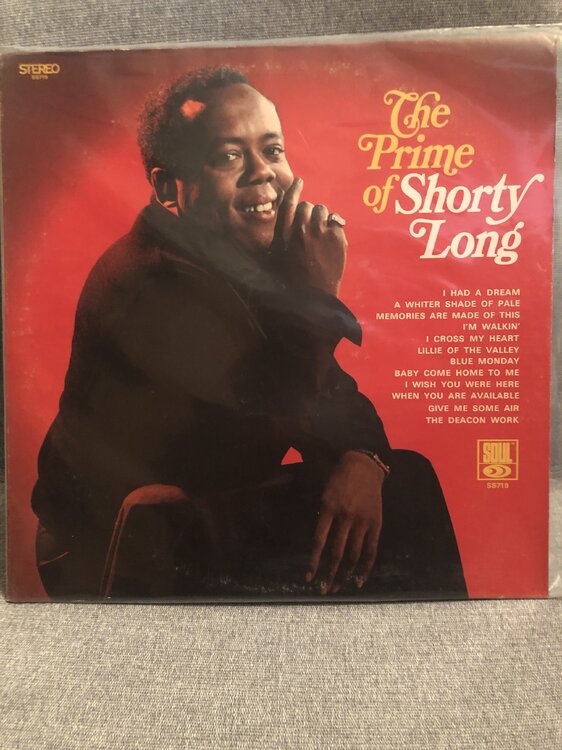 STEREO
SS719
The
Prime
of Shorty
Long
I HAD A DREAM
A WHITER SHADE OF PALE
MEMORIES ARE MADE OF THIS
I'M WALKIN'
I CROSS MY HEART
LILLIE OF THE VALLEY
BLUE MONDAY
BABY COME HOME TO ME
I WISH YOU WERE HERE
WHEN YOU ARE AVAILABLE
GIVE ME SOME AIR
THE DEACON WORK
SOUL
SS719